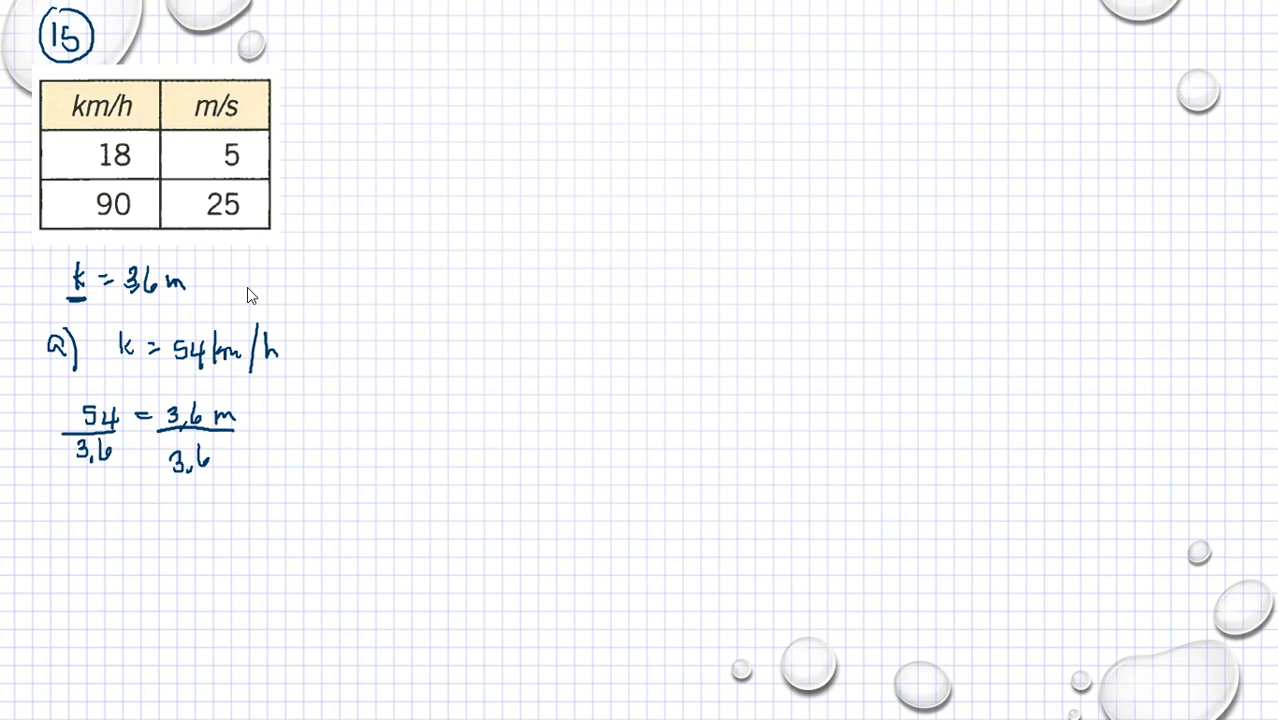 15
km/h m/s
18 5
90 25
k = 3,6 m
a) k = 54 km/h
54 = 3,6 m
3,6 3,6